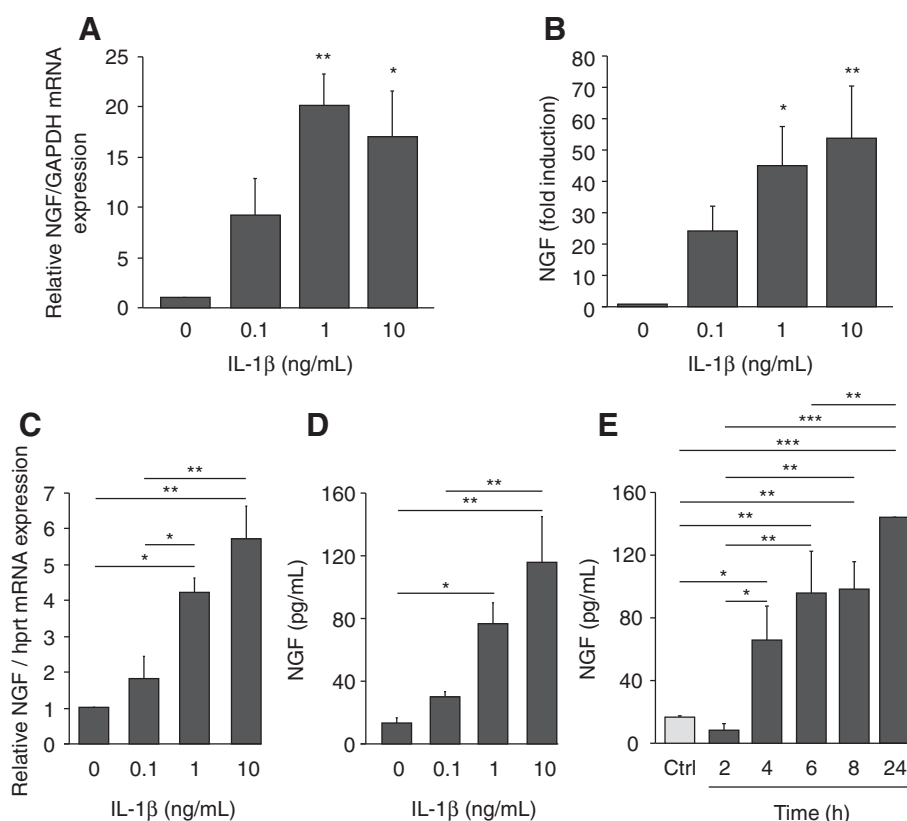 A
Relative NGF/GAPDH mRNA
expression
25
20
15
10
5
0
**
*
0 0.1 1 10
IL-1β (ng/mL)
B
NGF (fold induction)
80
70
60
50
40
30
20
10
0
*
**
0 0.1 1 10
IL-1β (ng/mL)
C
Relative NGF / hprt mRNA expression
7
6
5
4
3
2
1
0
**
**
*
*
0 0.1 1 10
IL-1β (ng/mL)
D
NGF (pg/mL)
160
120
80
40
0
**
**
*
0 0.1 1 10
IL-1β (ng/mL)
E
NGF (pg/mL)
160
120
80
40
0
**
***
***
**
**
**
**
*
*
Ctrl 2 4 6 8 24
Time (h)